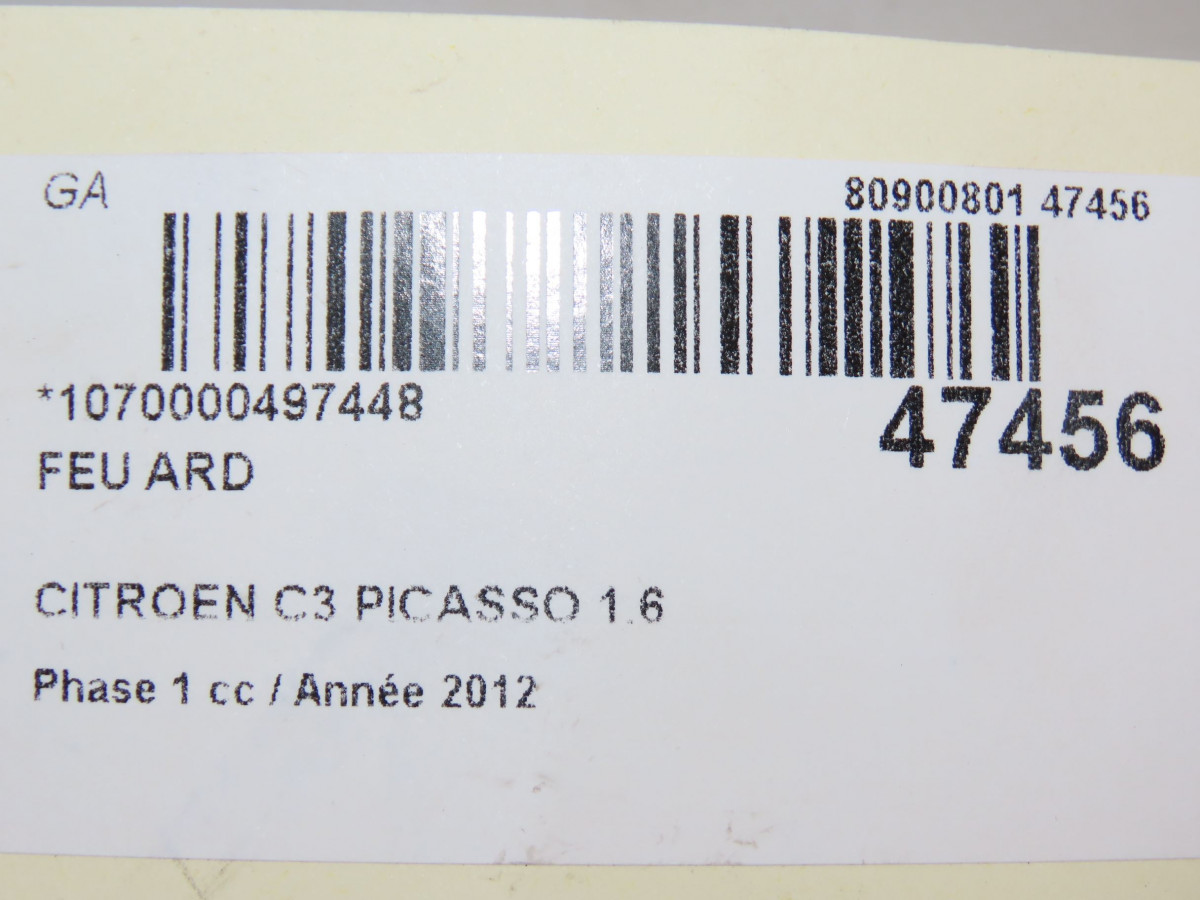 GA
80900801 47456
*1070000497448
47456
FEU ARD
CITROEN C3 PICASSO 1.6
Phase 1 cc / Année 2012